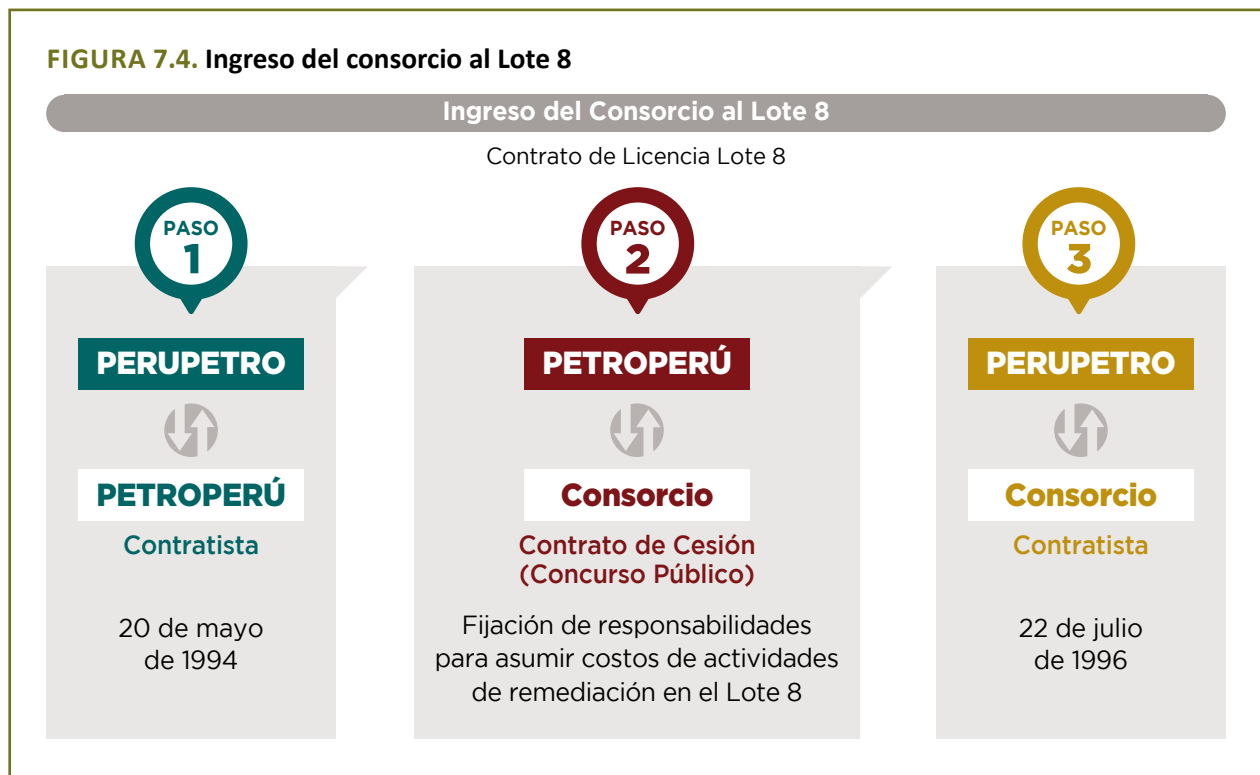 FIGURA 7.4. Ingreso del consorcio al Lote 8
Ingreso del Consorcio al Lote 8
Contrato de Licencia Lote 8
PASO
1
PERUPETRO
PETROPERÚ
Contratista
20 de mayo
de 1994
PASO
2
PETROPERÚ
Consorcio
Contrato de Cesión
(Concurso Público)
Fijación de responsabilidades
para asumir costos de actividades
de remediación en el Lote 8
PASO
3
PERUPETRO
Consorcio
Contratista
22 de julio
de 1996